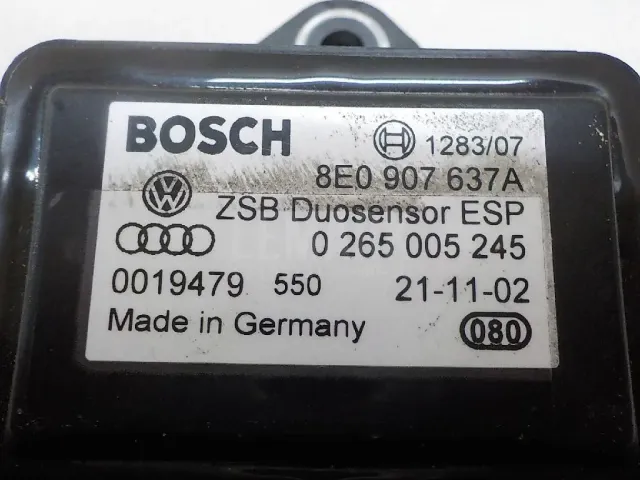 BOSCH 1283/07
8E0 907 637A
ZSB Duosensor ESP
0 265 005 245
0019479 550 21-11-02
Made in Germany 080